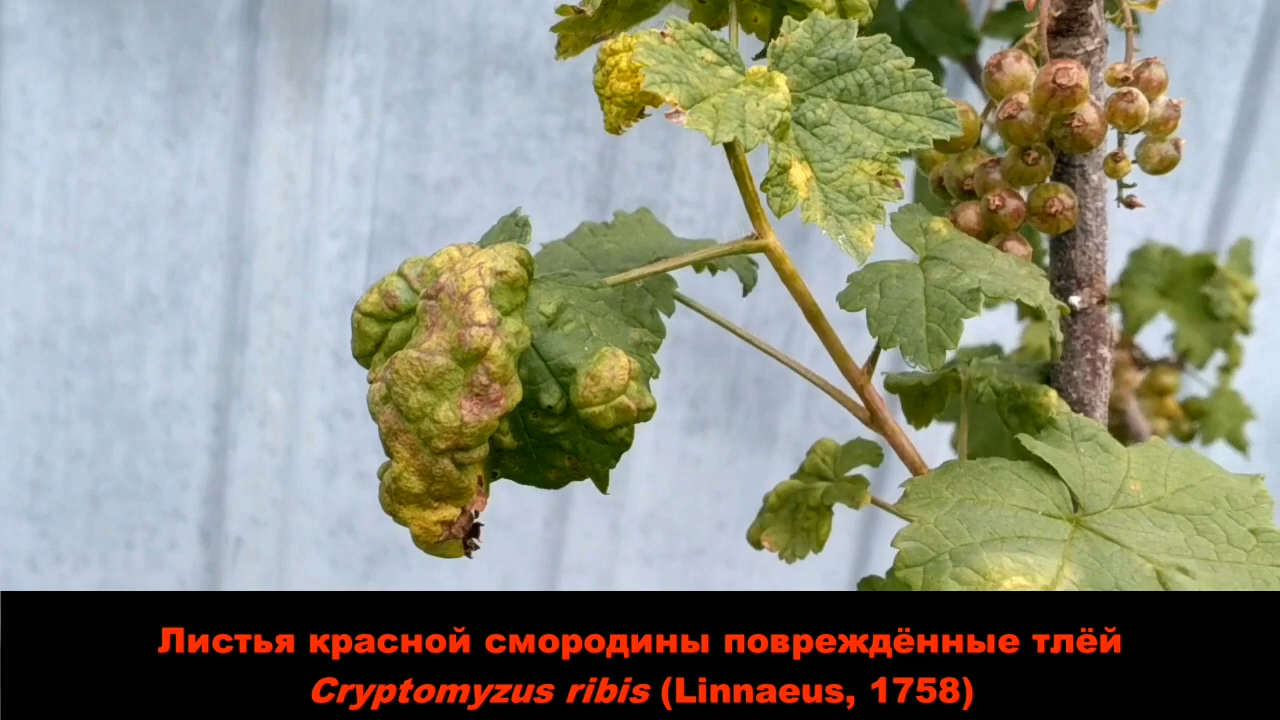 Листья красной смородины повреждённые тлёй
Cryptomyzus ribis (Linnaeus, 1758)